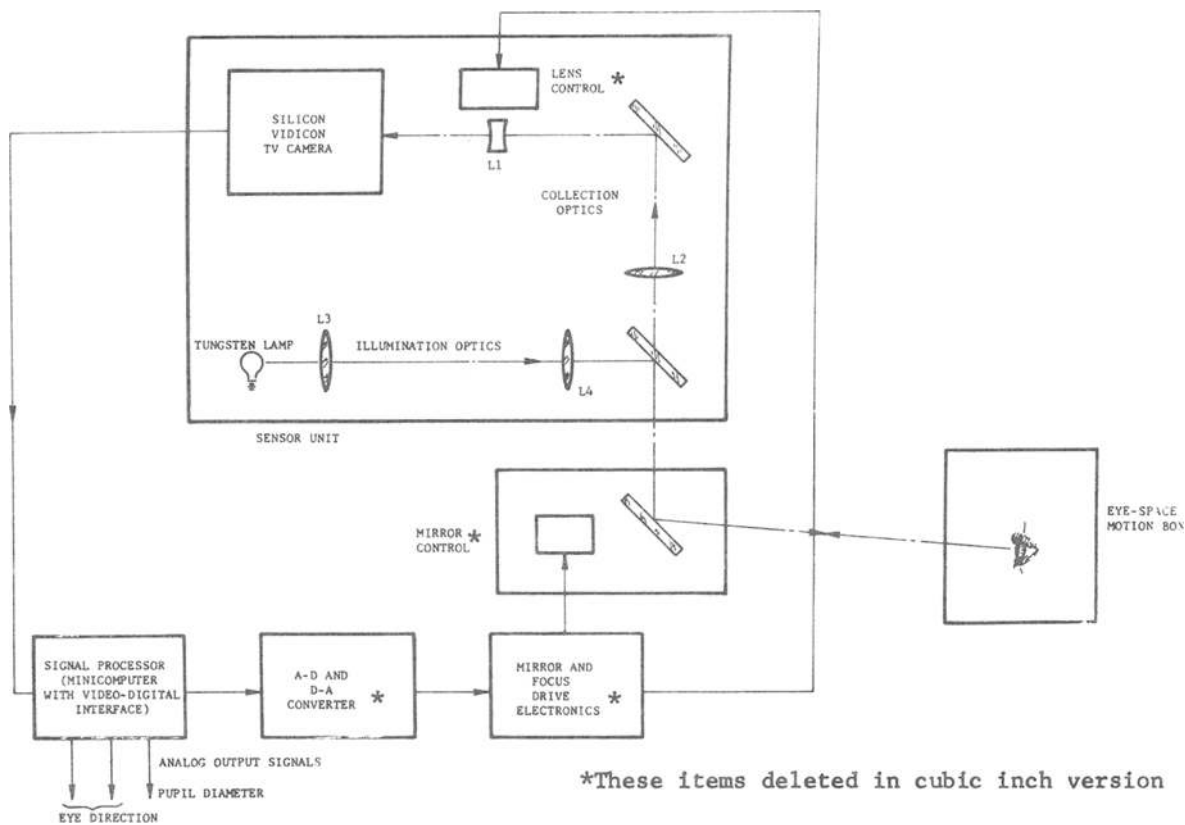 LENS
CONTROL *
SILICON
VIDICON
TV CAMERA
L1
COLLECTION
OPTICS
L2
L3
TUNGSTEN LAMP
ILLUMINATION OPTICS
L4
SENSOR UNIT
MIRROR
CONTROL *
EYE-SPACE
MOTION BOX
SIGNAL PROCESSOR
(MINICOMPUTER
WITH VIDEO-DIGITAL
INTERFACE)
A-D AND
D-A
CONVERTER *
MIRROR AND
FOCUS
DRIVE
ELECTRONICS *
ANALOG OUTPUT SIGNALS
PUPIL DIAMETER
EYE DIRECTION
*These items deleted in cubic inch version